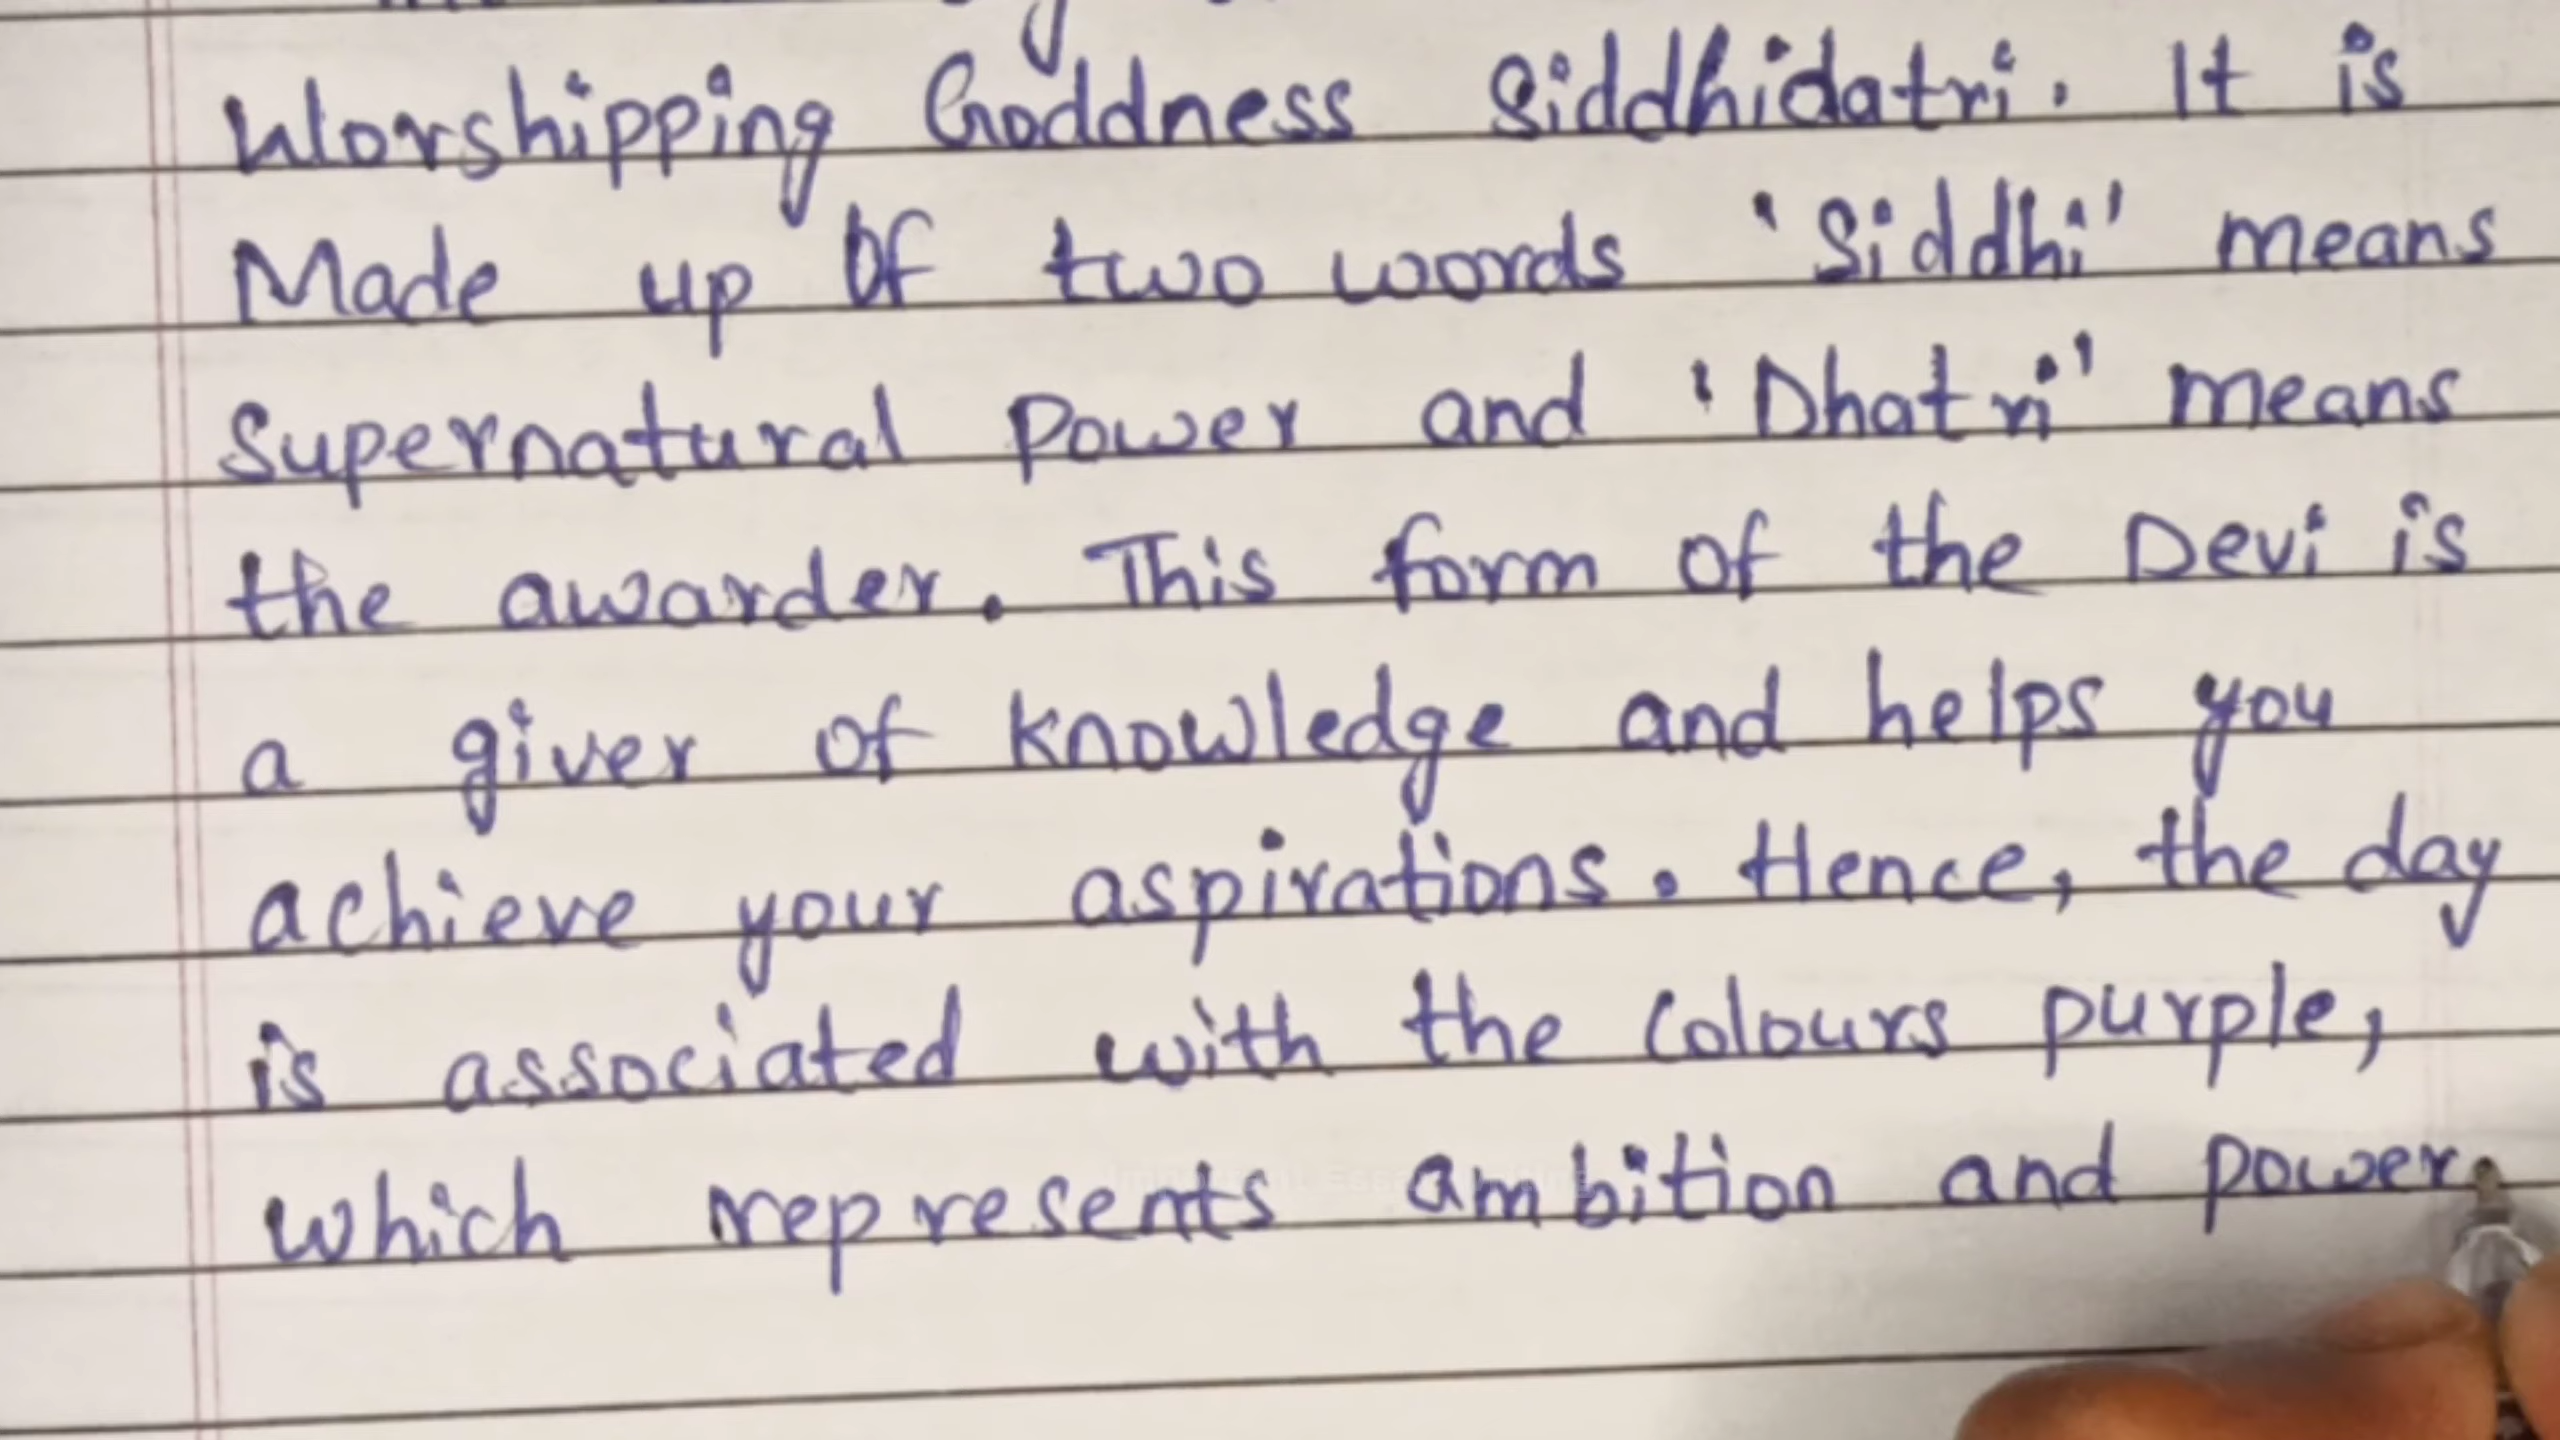 Worshipping Goddness Siddhidatri. It is
Made up Of two words 'Siddhi' means
Supernatural Power and 'Dhatri' means
the awarder. This form of the Devi is
a giver of knowledge and helps you
achieve your aspirations. Hence, the day
is associated with the Colours purple,
which represents ambition and power.